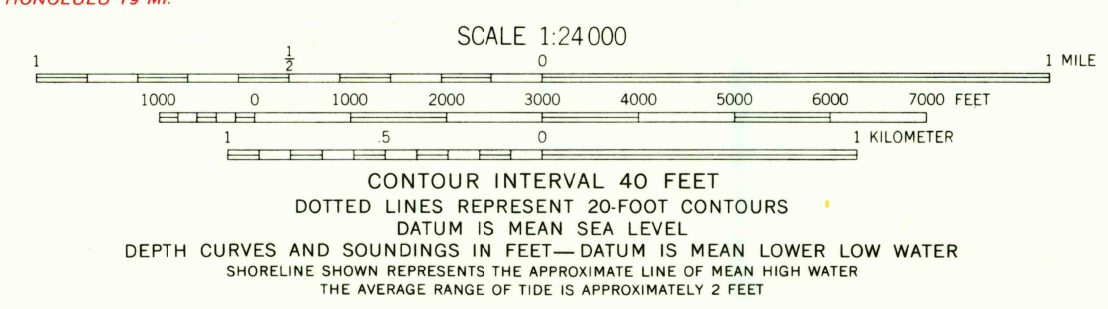 HONOLULU 19 MI.
SCALE 1:24 000
1 1/2 0 1 MILE
1000 0 1000 2000 3000 4000 5000 6000 7000 FEET
1 .5 0 1 KILOMETER
CONTOUR INTERVAL 40 FEET
DOTTED LINES REPRESENT 20-FOOT CONTOURS
DATUM IS MEAN SEA LEVEL
DEPTH CURVES AND SOUNDINGS IN FEET—DATUM IS MEAN LOWER LOW WATER
SHORELINE SHOWN REPRESENTS THE APPROXIMATE LINE OF MEAN HIGH WATER
THE AVERAGE RANGE OF TIDE IS APPROXIMATELY 2 FEET